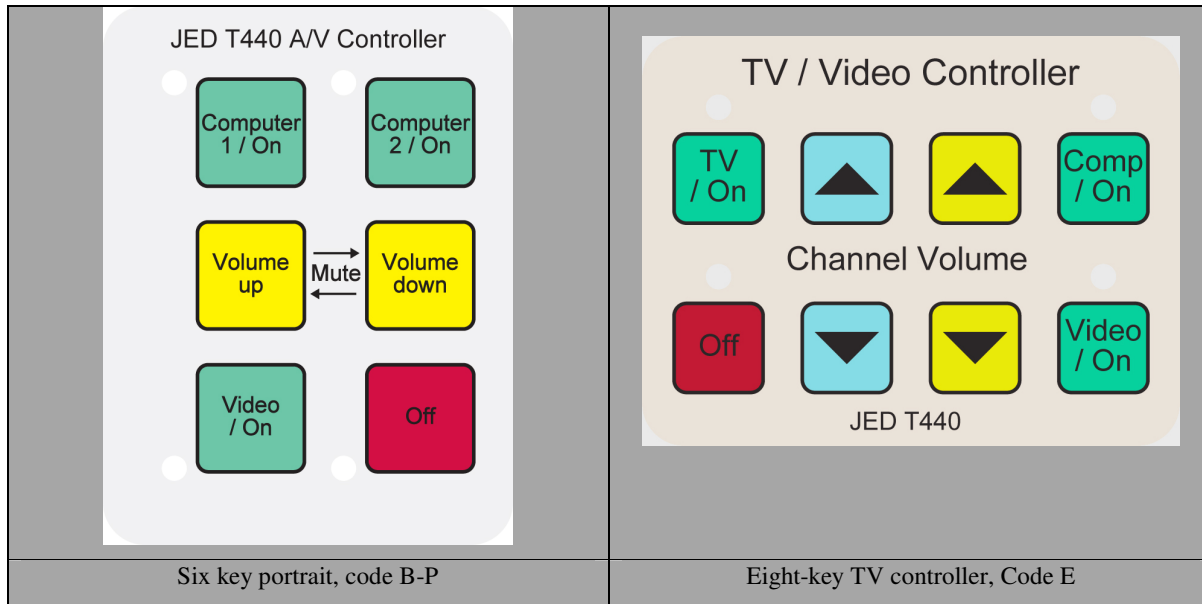 JED T440 A/V Controller
Computer
1 / On
Computer
2 / On
Volume
up
Mute
Volume
down
Video
/ On
Off
Six key portrait, code B-P
TV / Video Controller
TV
/ On
Comp
/ On
Channel Volume
Off
Video
/ On
JED T440
Eight-key TV controller, Code E